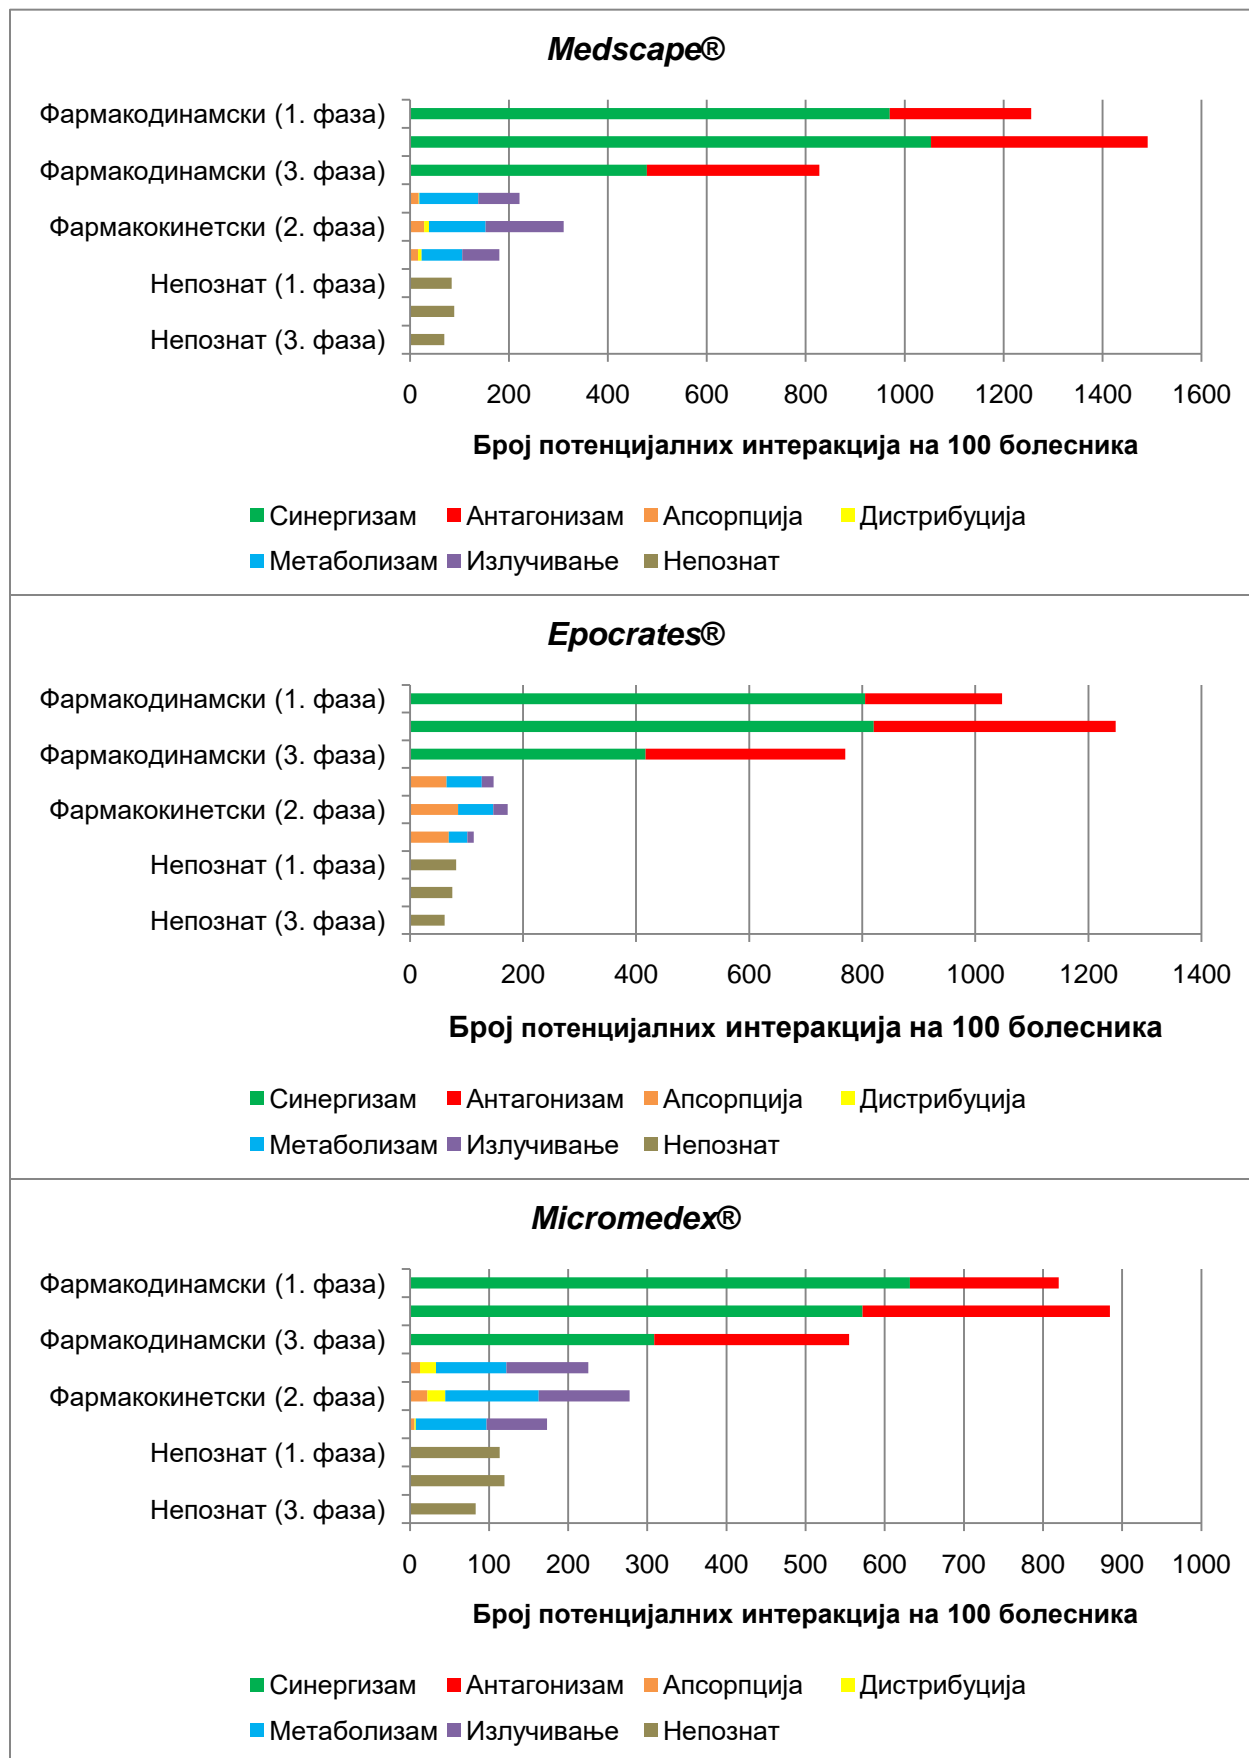 Medscape®
Фармакодинамски (1. фаза)
Фармакодинамски (3. фаза)
Фармакокинетски (2. фаза)
Непознат (1. фаза)
Непознат (3. фаза)
0 200 400 600 800 1000 1200 1400 1600
Број потенцијалних интеракција на 100 болесника
Синергизам Антагонизам Апсорпција Дистрибуција
Метаболизам Излучивање Непознат
Epocrates®
Фармакодинамски (1. фаза)
Фармакодинамски (3. фаза)
Фармакокинетски (2. фаза)
Непознат (1. фаза)
Непознат (3. фаза)
0 200 400 600 800 1000 1200 1400
Број потенцијалних интеракција на 100 болесника
Синергизам Антагонизам Апсорпција Дистрибуција
Метаболизам Излучивање Непознат
Micromedex®
Фармакодинамски (1. фаза)
Фармакодинамски (3. фаза)
Фармакокинетски (2. фаза)
Непознат (1. фаза)
Непознат (3. фаза)
0 100 200 300 400 500 600 700 800 900 1000
Број потенцијалних интеракција на 100 болесника
Синергизам Антагонизам Апсорпција Дистрибуција
Метаболизам Излучивање Непознат